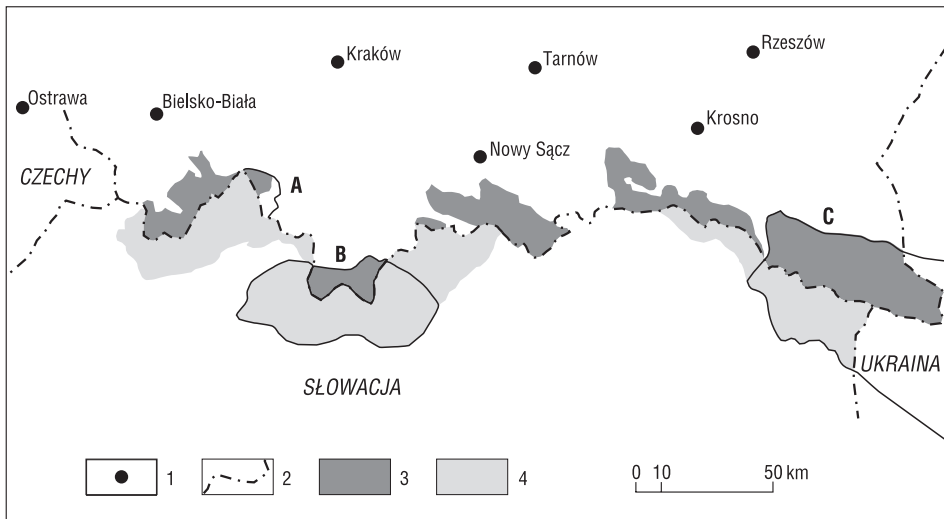 Rzeszów
Kraków
Tarnów
Ostrawa
Bielsko-Biała
Krosno
Nowy Sącz
CZECHY
A
C
B
SŁOWACJA
UKRAINA
1 2 3 4
0 10 50 km